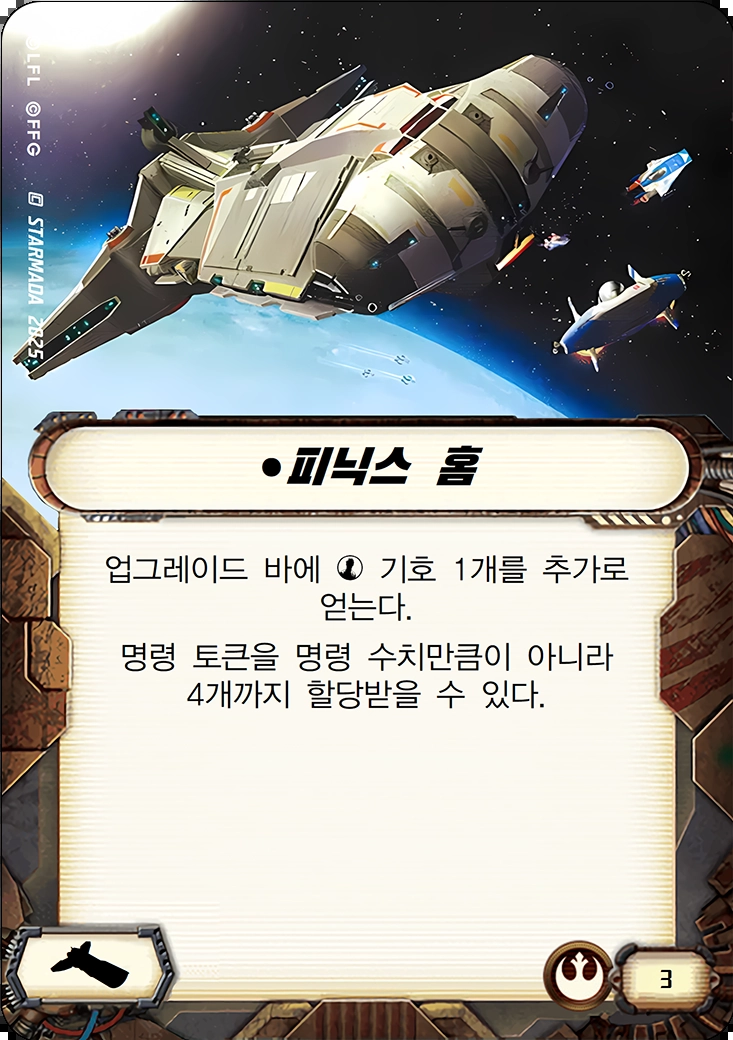 LFL ©FFG STARMADA 2025
•피닉스 홈
업그레이드 바에 기호 1개를 추가로
얻는다.
명령 토큰을 명령 수치만큼이 아니라
4개까지 할당받을 수 있다.
3